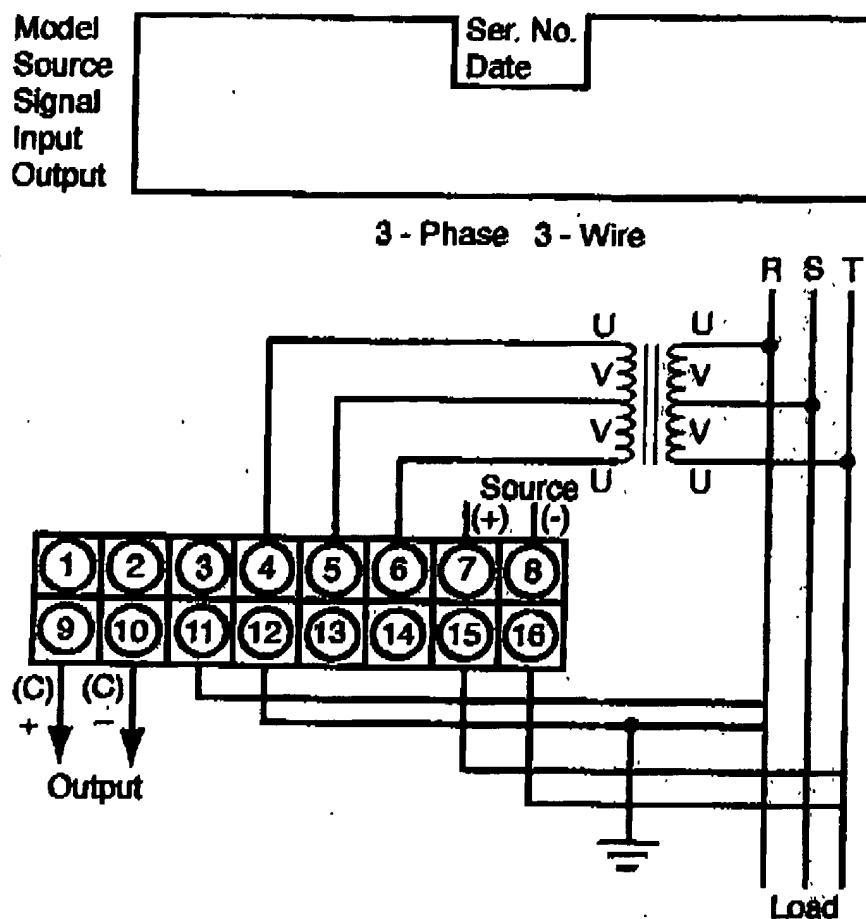 Model
Source
Signal
Input
Output
Ser. No.
Date
3 - Phase 3 - Wire
R S T
U U
V V
V V
U U
Source
(+) (-)
1 2 3 4 5 6 7 8
9 10 11 12 13 14 15 16
(C) (C)
+ -
Output
Load